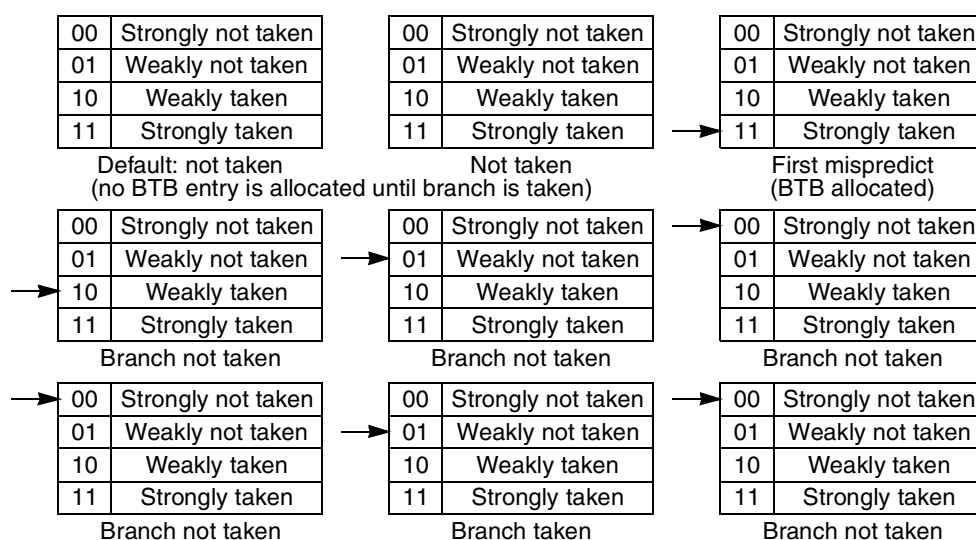 00 Strongly not taken 00 Strongly not taken 00 Strongly not taken
01 Weakly not taken 01 Weakly not taken 01 Weakly not taken
10 Weakly taken 10 Weakly taken 10 Weakly taken
11 Strongly taken 11 Strongly taken 11 Strongly taken
Default: not taken Not taken First mispredict
(no BTB entry is allocated until branch is taken) (BTB allocated)
00 Strongly not taken 00 Strongly not taken 00 Strongly not taken
01 Weakly not taken 01 Weakly not taken 01 Weakly not taken
10 Weakly taken 10 Weakly taken 10 Weakly taken
11 Strongly taken 11 Strongly taken 11 Strongly taken
Branch not taken Branch not taken Branch not taken
00 Strongly not taken 00 Strongly not taken 00 Strongly not taken
01 Weakly not taken 01 Weakly not taken 01 Weakly not taken
10 Weakly taken 10 Weakly taken 10 Weakly taken
11 Strongly taken 11 Strongly taken 11 Strongly taken
Branch not taken Branch taken Branch not taken